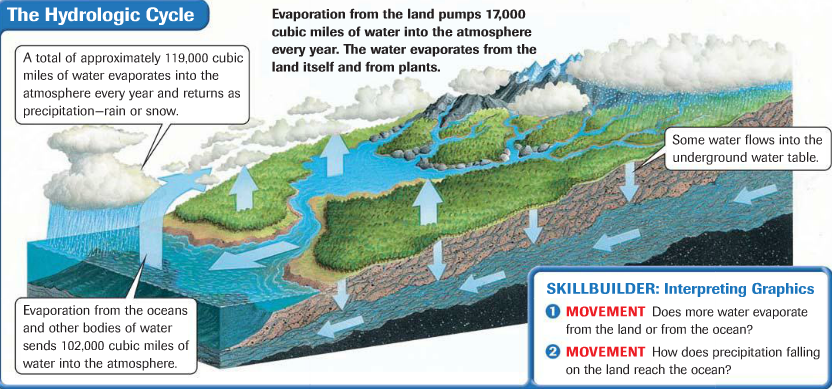 The Hydrologic Cycle
Evaporation from the land pumps 17,000
cubic miles of water into the atmosphere
every year. The water evaporates from the
land itself and from plants.
A total of approximately 119,000 cubic
miles of water evaporates into the
atmosphere every year and returns as
precipitation—rain or snow.
Some water flows into the
underground water table.
Evaporation from the oceans
and other bodies of water
sends 102,000 cubic miles of
water into the atmosphere.
SKILLBUILDER: Interpreting Graphics
1 MOVEMENT Does more water evaporate
from the land or from the ocean?
2 MOVEMENT How does precipitation falling
on the land reach the ocean?